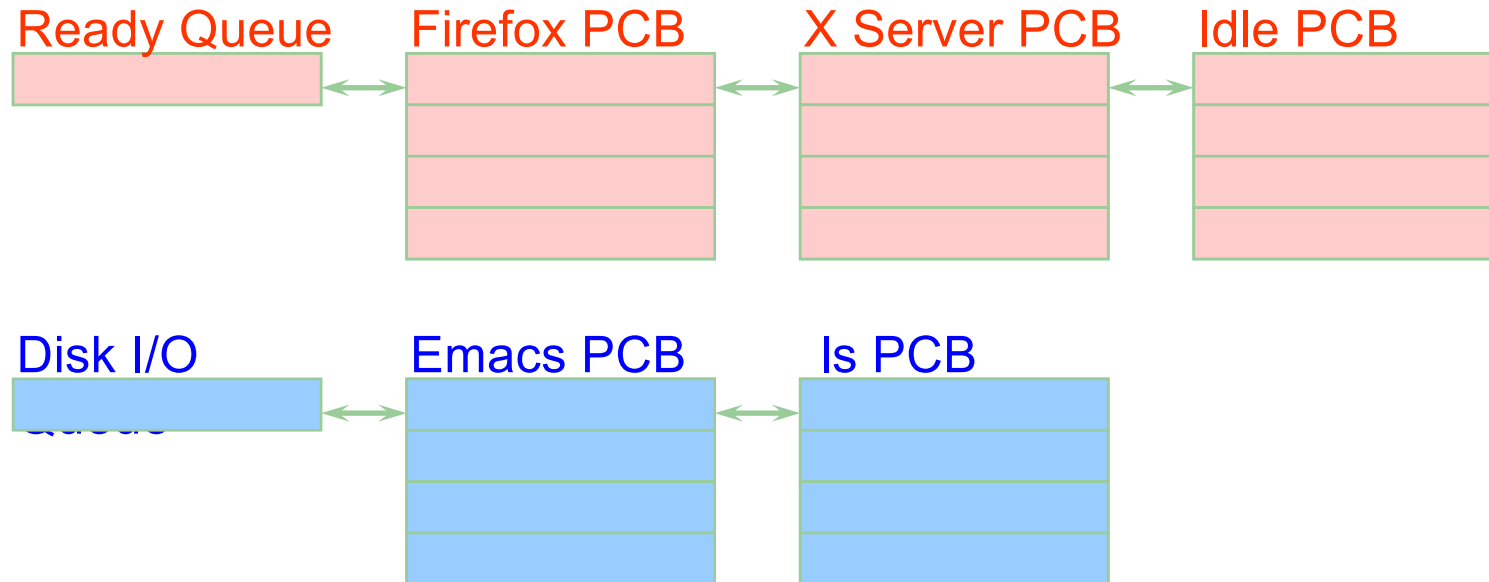 Ready Queue
Firefox PCB
X Server PCB
Idle PCB
Disk I/O
Emacs PCB
ls PCB